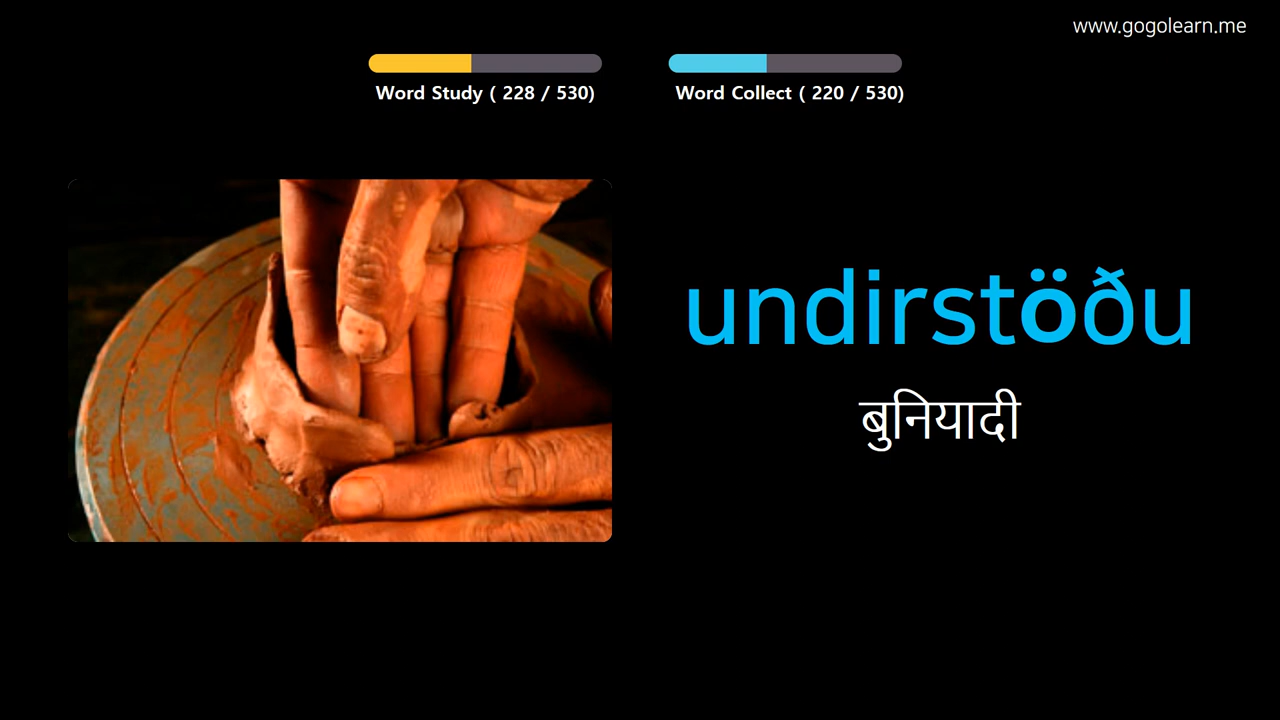 www.gogolearn.me
Word Study ( 228 / 530)
Word Collect ( 220 / 530)
undirstöðu
बुनियादी